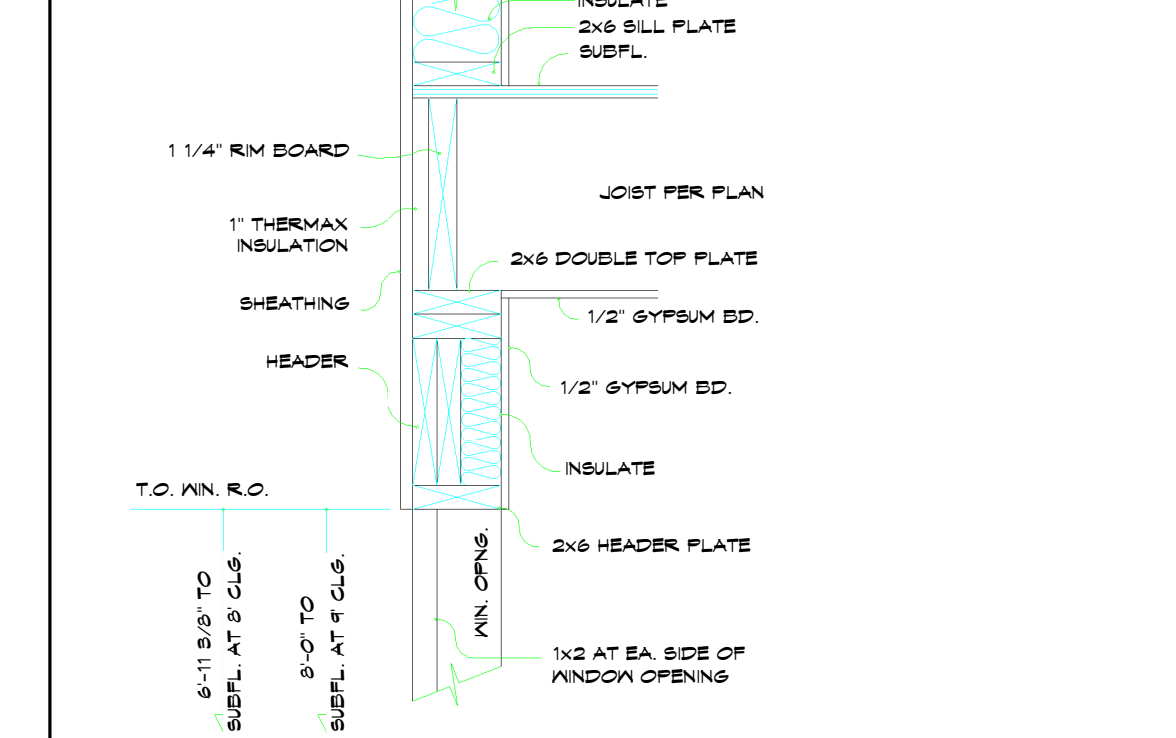 INSULATE
2x6 SILL PLATE
SUBFL.
1 1/4" RIM BOARD
JOIST PER PLAN
1" THERMAX
INSULATION
2x6 DOUBLE TOP PLATE
SHEATHING
1/2" GYPSUM BD.
HEADER
1/2" GYPSUM BD.
INSULATE
T.O. WIN. R.O.
2x6 HEADER PLATE
WIN. OPNG.
6'-11 3/8" TO
SUBFL. AT 8' CLG.
8'-0" TO
SUBFL. AT 9' CLG.
1x2 AT EA. SIDE OF
WINDOW OPENING